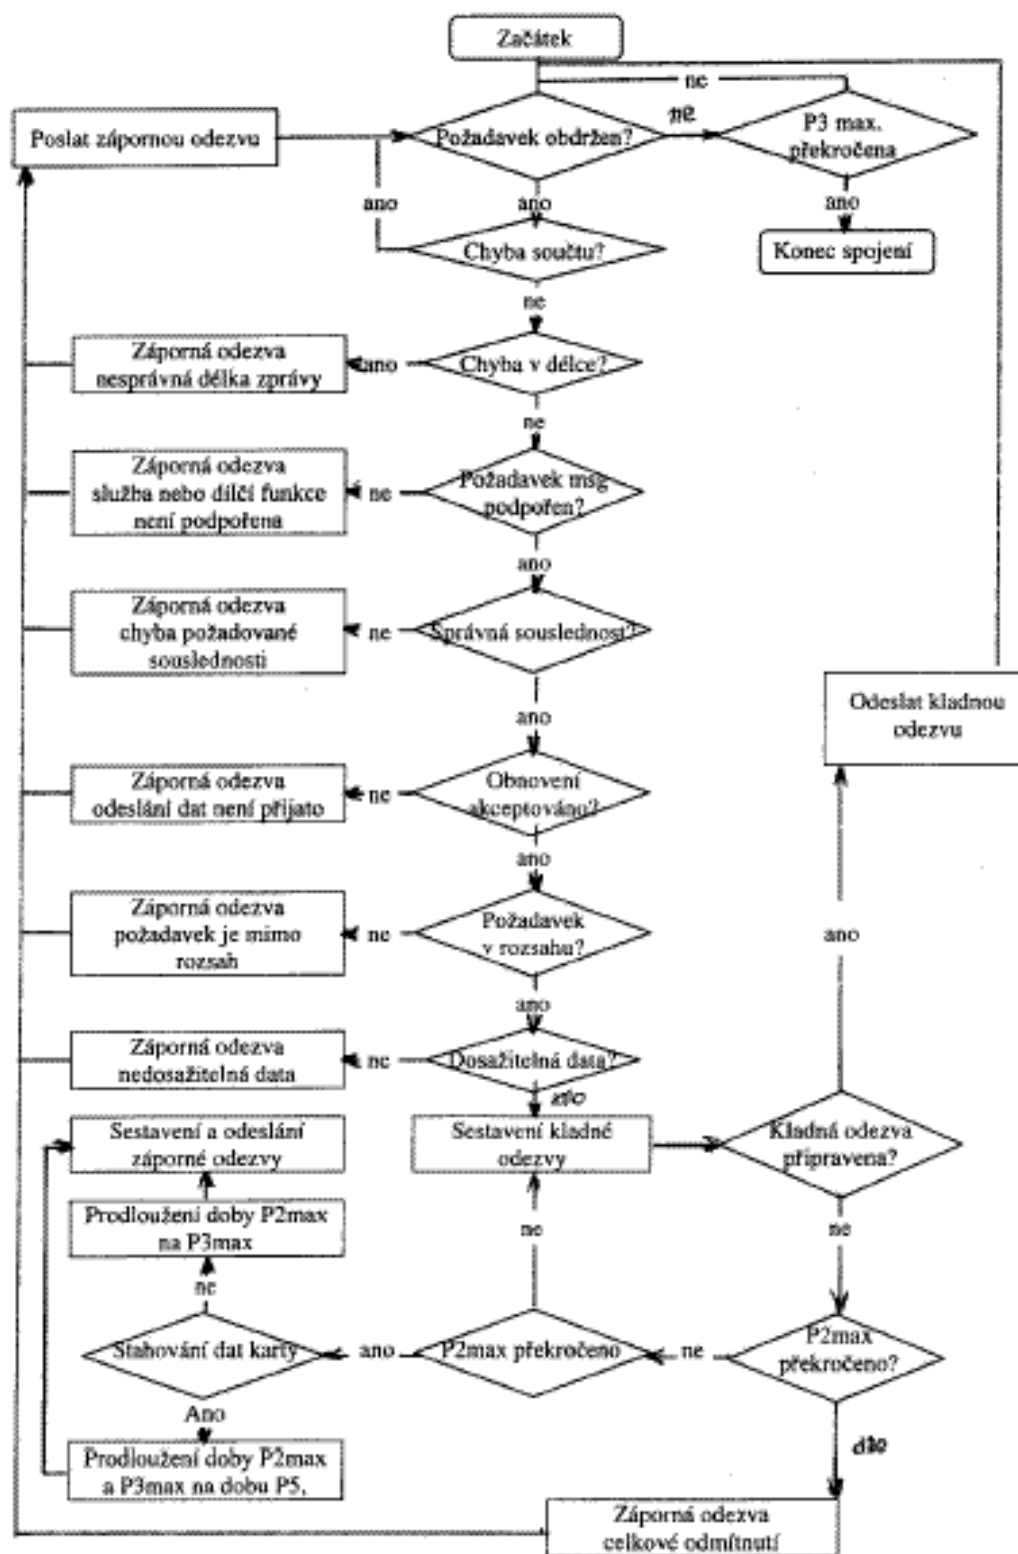 Začátek
ne
Poslat zápornou odezvu
Požadavek obdržen?
ne
P3 max.
překročena
ano
ano
ano
Chyba součtu?
Konec spojení
ne
Záporná odezva
nesprávná délka zprávy
ano
Chyba v délce?
ne
Záporná odezva
služba nebo dílčí funkce
není podpořena
ne
Požadavek msg
podpořen?
ano
Záporná odezva
chyba požadované
souslednosti
ne
Správná souslednost?
ano
Odeslat kladnou
odezvu
Záporná odezva
odeslání dat není přijato
ne
Obnovení
akceptováno?
ano
Záporná odezva
požadavek je mimo
rozsah
ne
Požadavek
v rozsahu?
ano
ano
Záporná odezva
nedosažitelná data
ne
Dosažitelná data?
ano
Sestavení a odeslání
záporné odezvy
Sestavení kladné
odezvy
Kladná odezva
připravena?
Prodloužení doby P2max
na P3max
ne
ne
ne
Stahování dat karty
ano
P2max překročeno
ne
P2max
překročeno?
Ano
Prodloužení doby P2max
a P3max na dobu P5,
ano
Záporná odezva
celkové odmítnutí